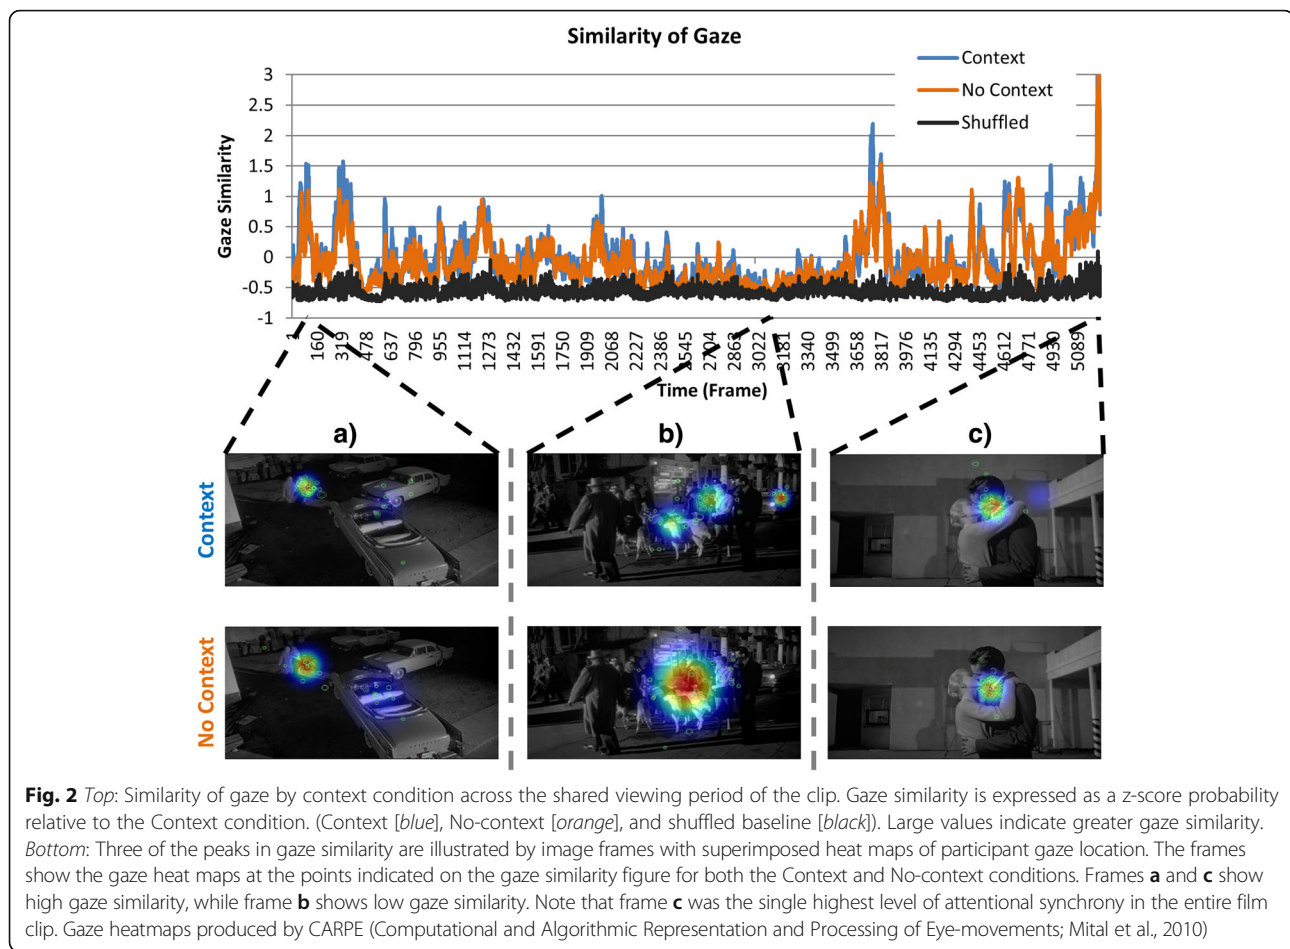 Similarity of Gaze
Context
No Context
Shuffled
Gaze Similarity
3
2.5
2
1.5
1
0.5
0
-0.5
-1
1
160
319
478
637
796
955
1114
1273
1432
1591
1750
1909
2068
2227
2386
2545
2704
2863
3022
3181
3340
3499
3658
3817
3976
4135
4294
4453
4612
4771
4930
5089
Time (Frame)
a)
b)
c)
Context
No Context
Fig. 2 Top: Similarity of gaze by context condition across the shared viewing period of the clip. Gaze similarity is expressed as a z-score probability
relative to the Context condition. (Context [blue], No-context [orange], and shuffled baseline [black]). Large values indicate greater gaze similarity.
Bottom: Three of the peaks in gaze similarity are illustrated by image frames with superimposed heat maps of participant gaze location. The frames
show the gaze heat maps at the points indicated on the gaze similarity figure for both the Context and No-context conditions. Frames a and c show
high gaze similarity, while frame b shows low gaze similarity. Note that frame c was the single highest level of attentional synchrony in the entire film
clip. Gaze heatmaps produced by CARPE (Computational and Algorithmic Representation and Processing of Eye-movements; Mital et al., 2010)